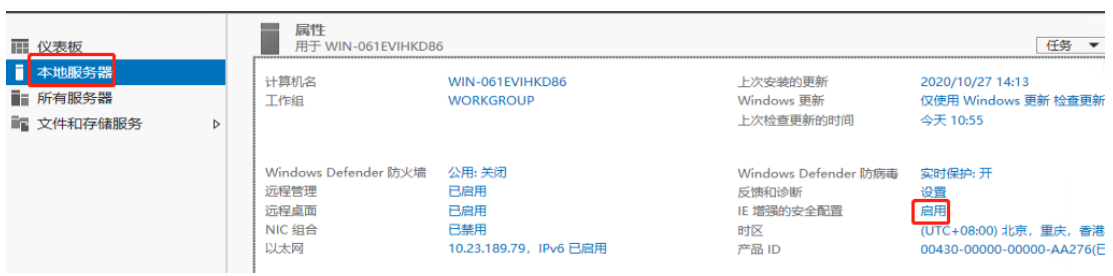 仪表板
本地服务器
所有服务器
文件和存储服务
属性
用于 WIN-061EVIHKD86
任务
计算机名 WIN-061EVIHKD86 上次安装的更新 2020/10/27 14:13
工作组 WORKGROUP Windows 更新 仅使用 Windows 更新 检查更新
上次检查更新的时间 今天 10:55
Windows Defender 防火墙 公用: 关闭 Windows Defender 防病毒 实时保护: 开
远程管理 已启用 反馈和诊断 设置
远程桌面 已启用 IE 增强的安全配置 启用
NIC 组合 已禁用 时区 (UTC+08:00) 北京，重庆，香港
以太网 10.23.189.79，IPv6 已启用 产品 ID 00430-00000-00000-AA276(已